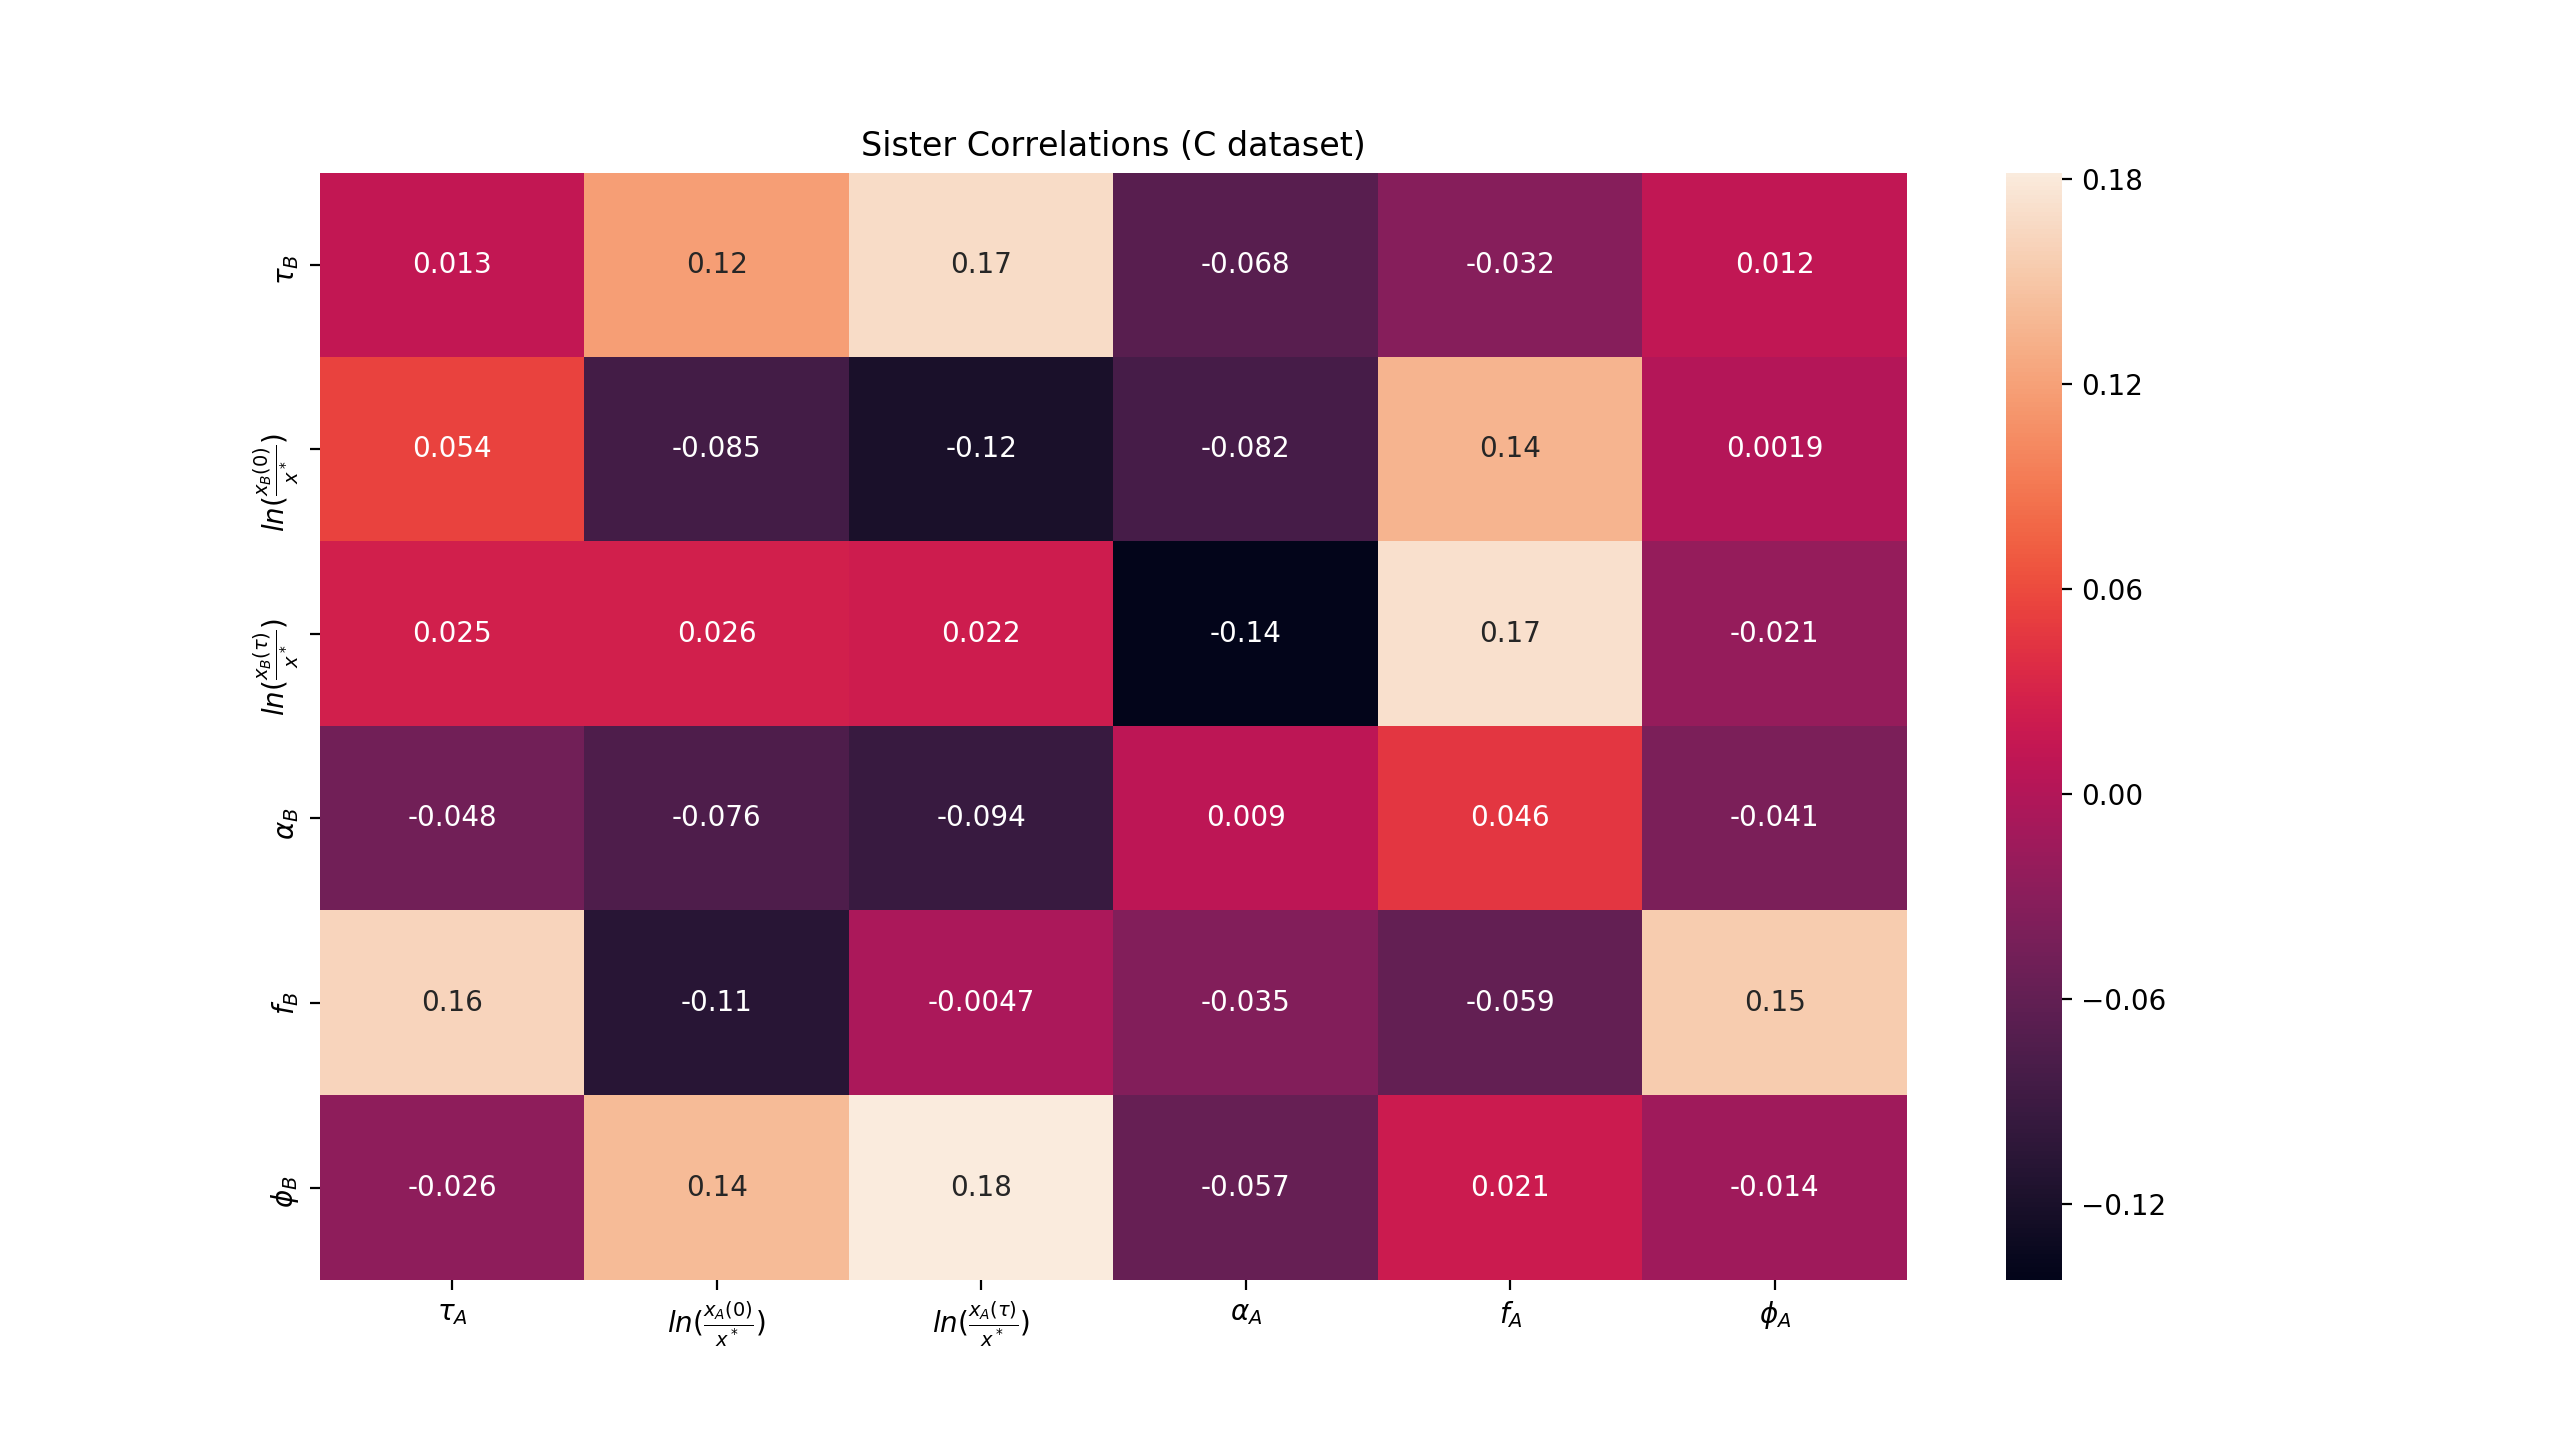 Sister Correlations (C dataset)
τ_B 0.013 0.12 0.17 -0.068 -0.032 0.012
ln(x_B(0)/x*) 0.054 -0.085 -0.12 -0.082 0.14 0.0019
ln(x_B(τ)/x*) 0.025 0.026 0.022 -0.14 0.17 -0.021
α_B -0.048 -0.076 -0.094 0.009 0.046 -0.041
f_B 0.16 -0.11 -0.0047 -0.035 -0.059 0.15
ϕ_B -0.026 0.14 0.18 -0.057 0.021 -0.014
τ_A ln(x_A(0)/x*) ln(x_A(τ)/x*) α_A f_A ϕ_A
0.18
0.12
0.06
0.00
−0.06
−0.12